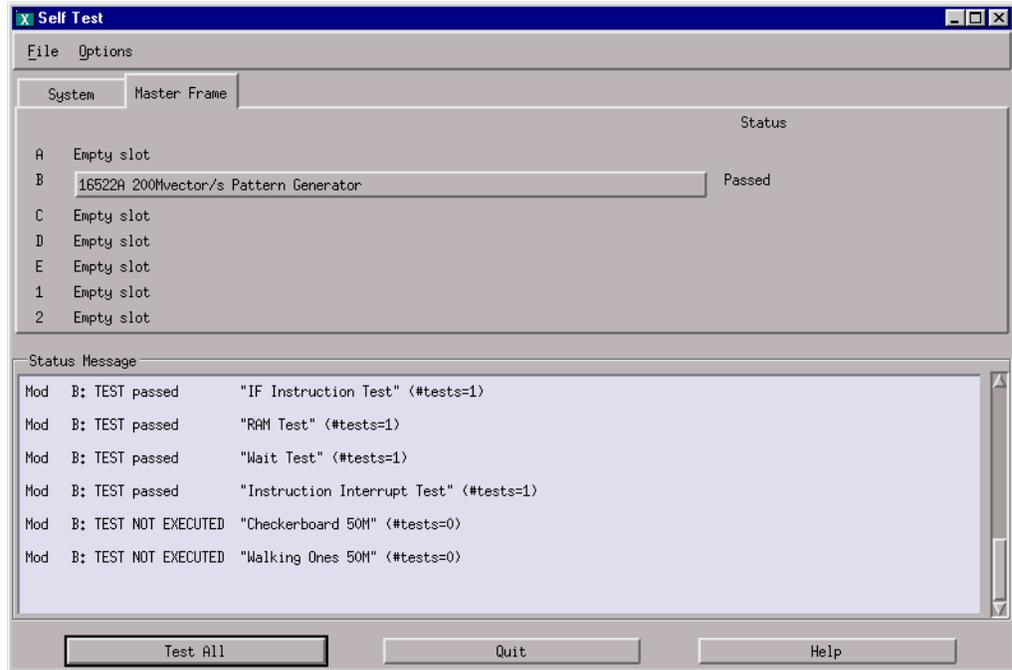 X Self Test
File Options
System Master Frame
Status
A Empty slot
B 16522A 200Mvector/s Pattern Generator Passed
C Empty slot
D Empty slot
E Empty slot
1 Empty slot
2 Empty slot
Status Message
Mod B: TEST passed "IF Instruction Test" (#tests=1)
Mod B: TEST passed "RAM Test" (#tests=1)
Mod B: TEST passed "Wait Test" (#tests=1)
Mod B: TEST passed "Instruction Interrupt Test" (#tests=1)
Mod B: TEST NOT EXECUTED "Checkerboard 50M" (#tests=0)
Mod B: TEST NOT EXECUTED "Walking Ones 50M" (#tests=0)
Test All Quit Help